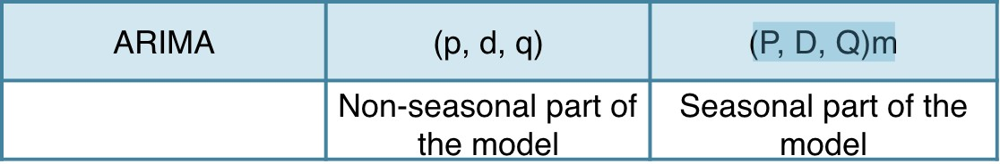 ARIMA (p, d, q) (P, D, Q)m
Non-seasonal part of
the model
Seasonal part of the
model